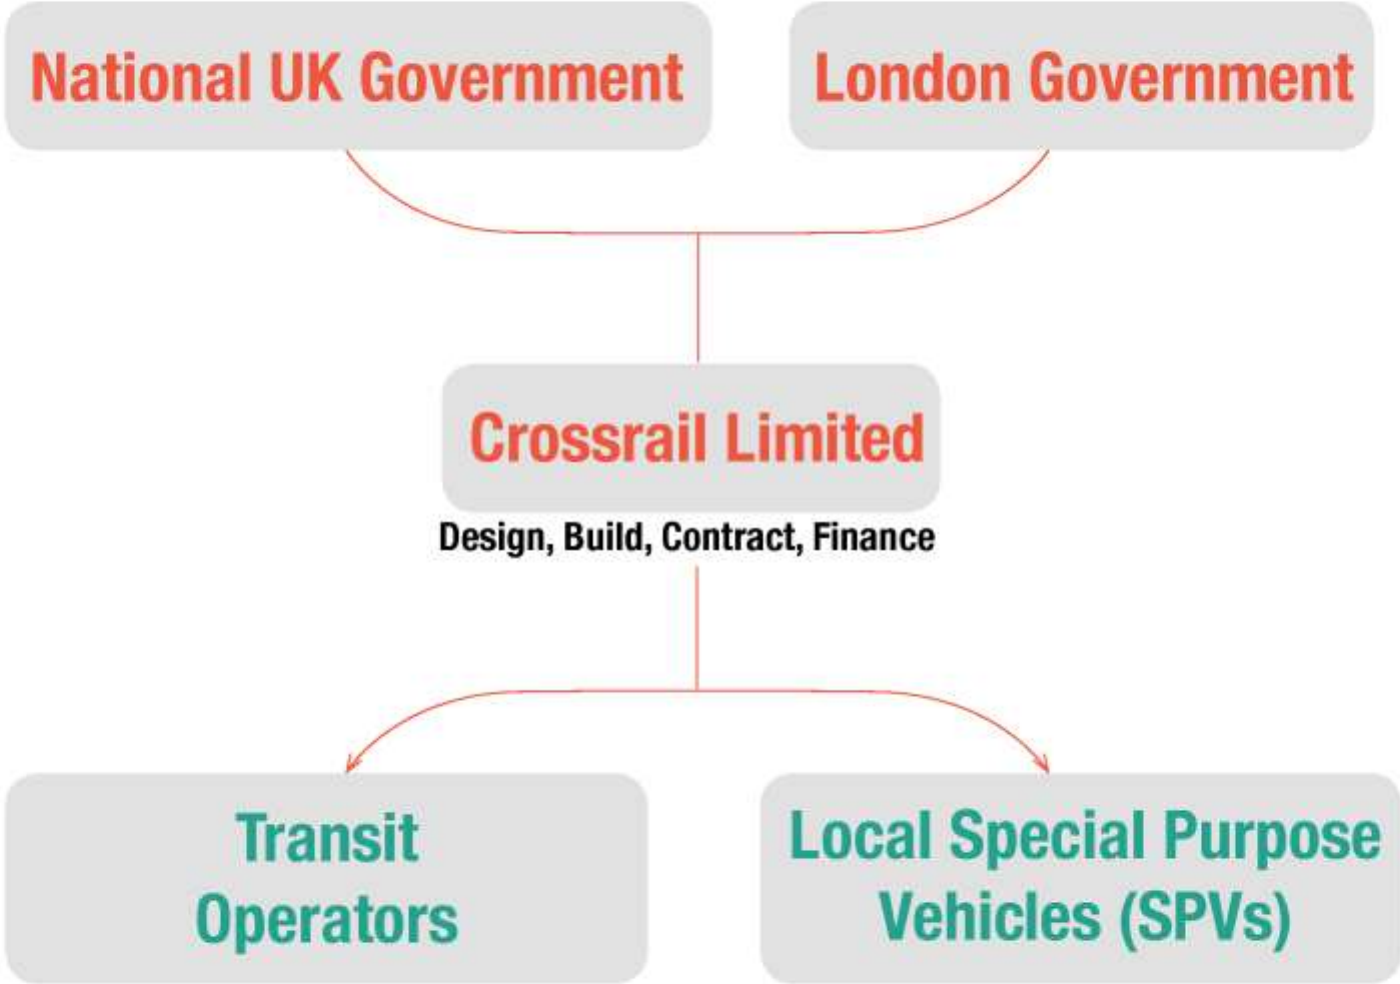 National UK Government
London Government
Crossrail Limited
Design, Build, Contract, Finance
Transit
Operators
Local Special Purpose
Vehicles (SPVs)